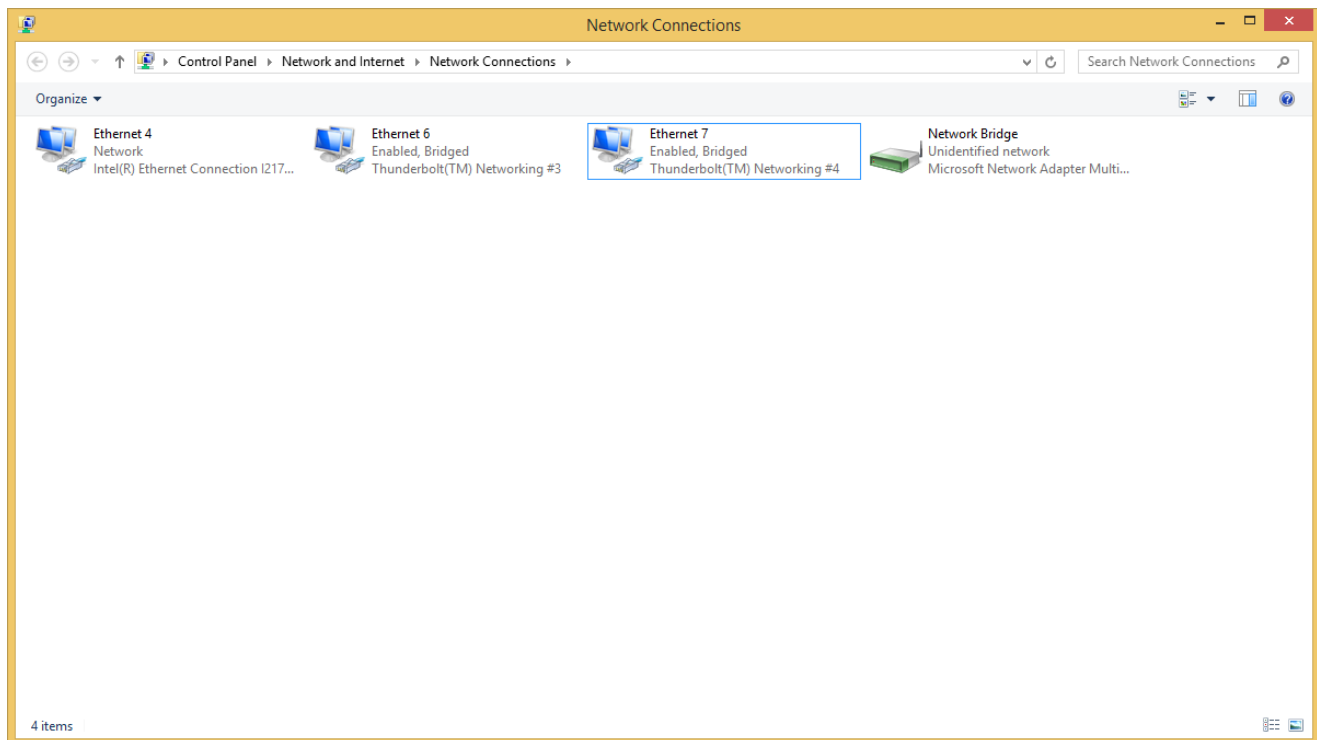 Network Connections
Control Panel Network and Internet Network Connections
Search Network Connections
Organize
Ethernet 4
Network
Intel(R) Ethernet Connection I217...
Ethernet 6
Enabled, Bridged
Thunderbolt(TM) Networking #3
Ethernet 7
Enabled, Bridged
Thunderbolt(TM) Networking #4
Network Bridge
Unidentified network
Microsoft Network Adapter Multi...
4 items